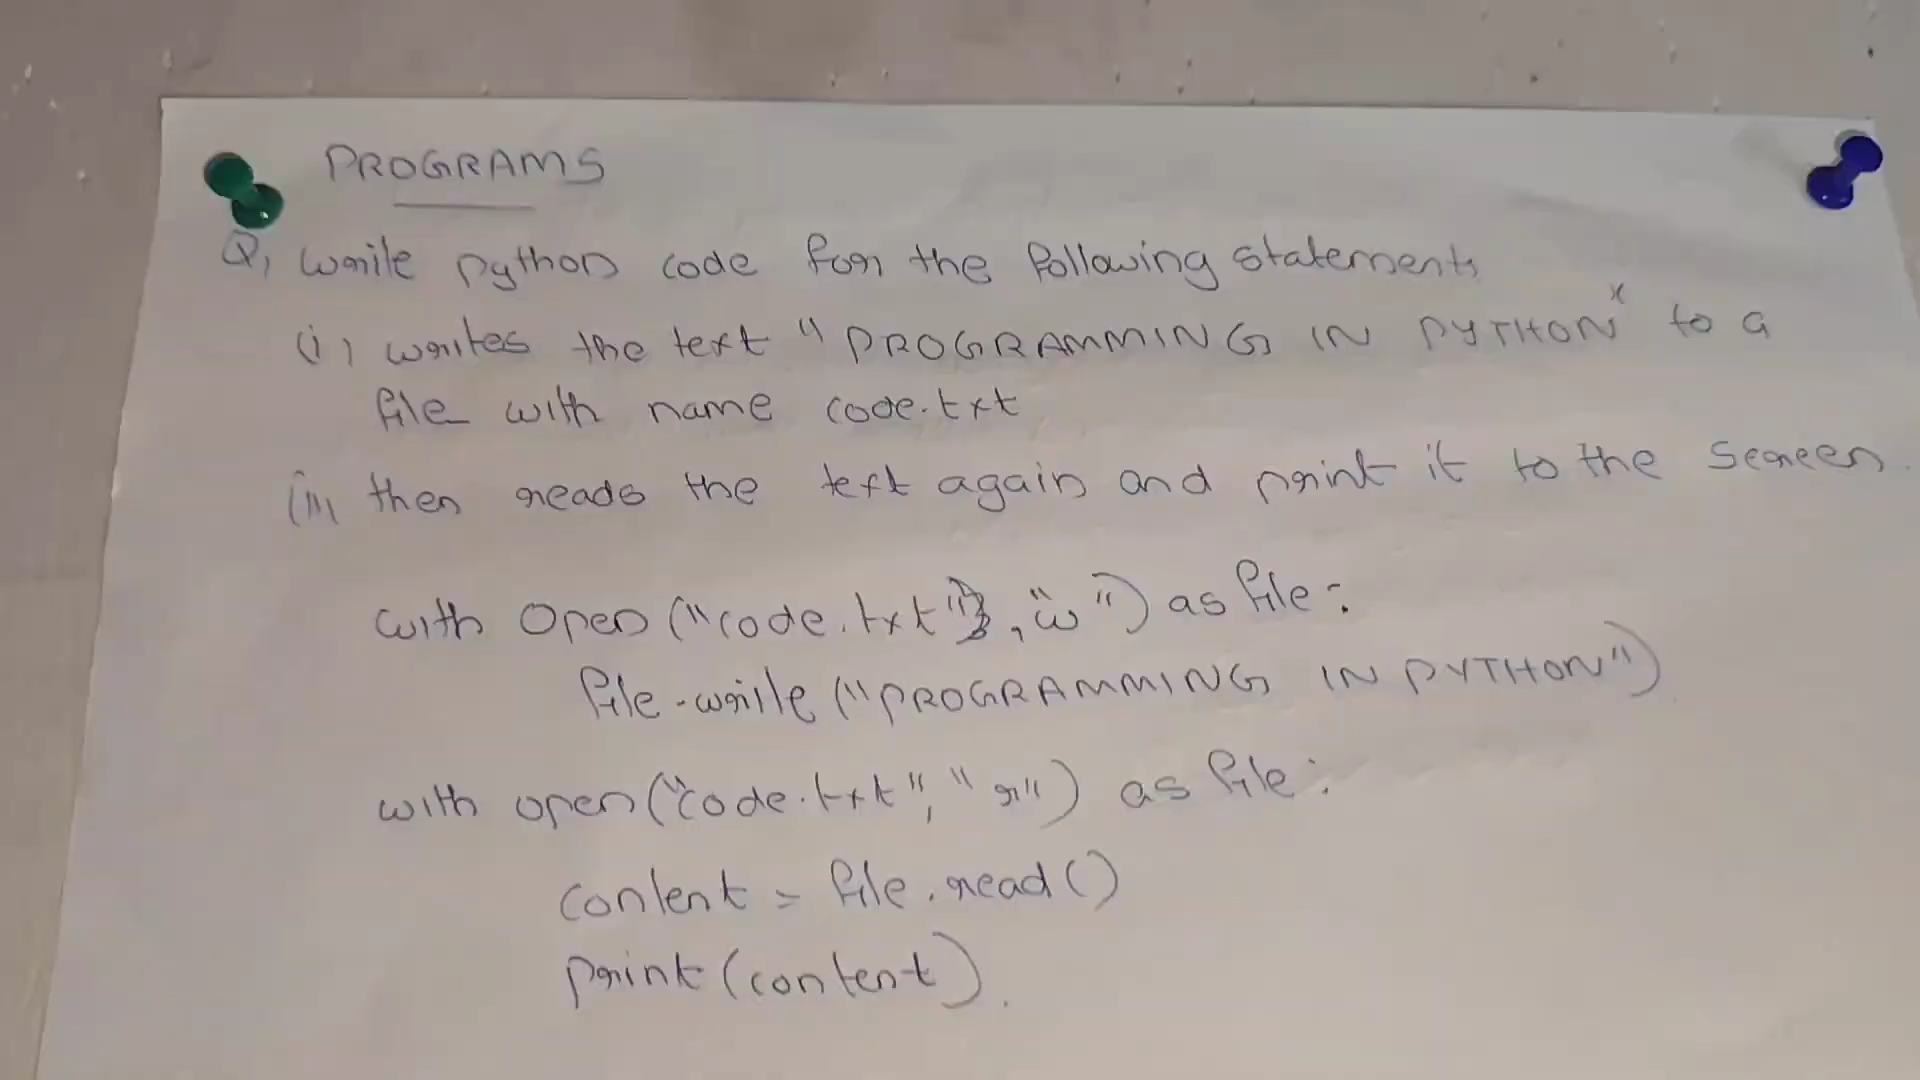 PROGRAMS
Q, write python code for the following statements
(i) writes the text "PROGRAMMING IN PYTHON" to a
file with name code.txt
(ii) then reads the text again and print it to the screen.
with open("code.txt", "w") as file:
file.write("PROGRAMMING IN PYTHON")
with open("code.txt", "r") as file:
content = file.read()
print(content).